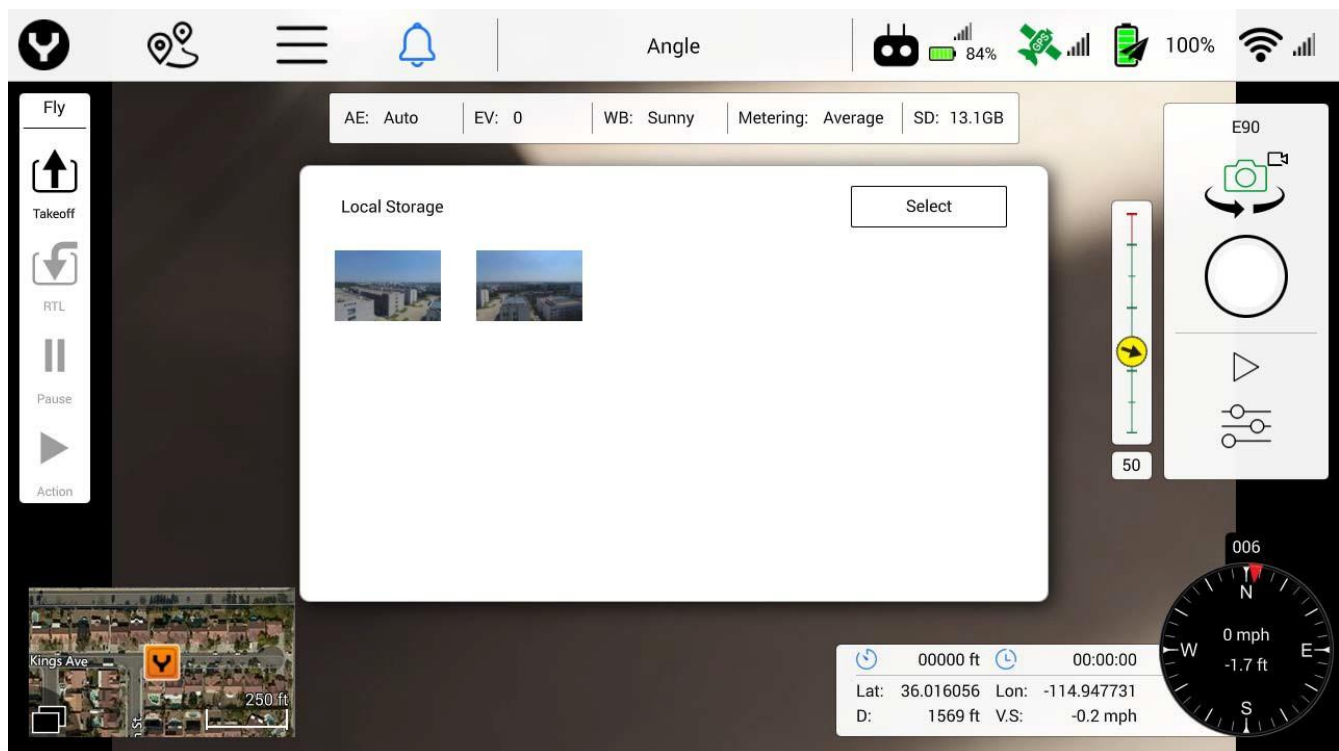 Angle
84%
GPS
100%
Fly
Takeoff
RTL
Pause
Action
AE: Auto
EV: 0
WB: Sunny
Metering: Average
SD: 13.1GB
Local Storage
Select
E90
50
Kings Ave
St.
250 ft
00000 ft
00:00:00
Lat: 36.016056 Lon: -114.947731
D: 1569 ft V.S: -0.2 mph
006
N
0 mph
W
E
-1.7 ft
S